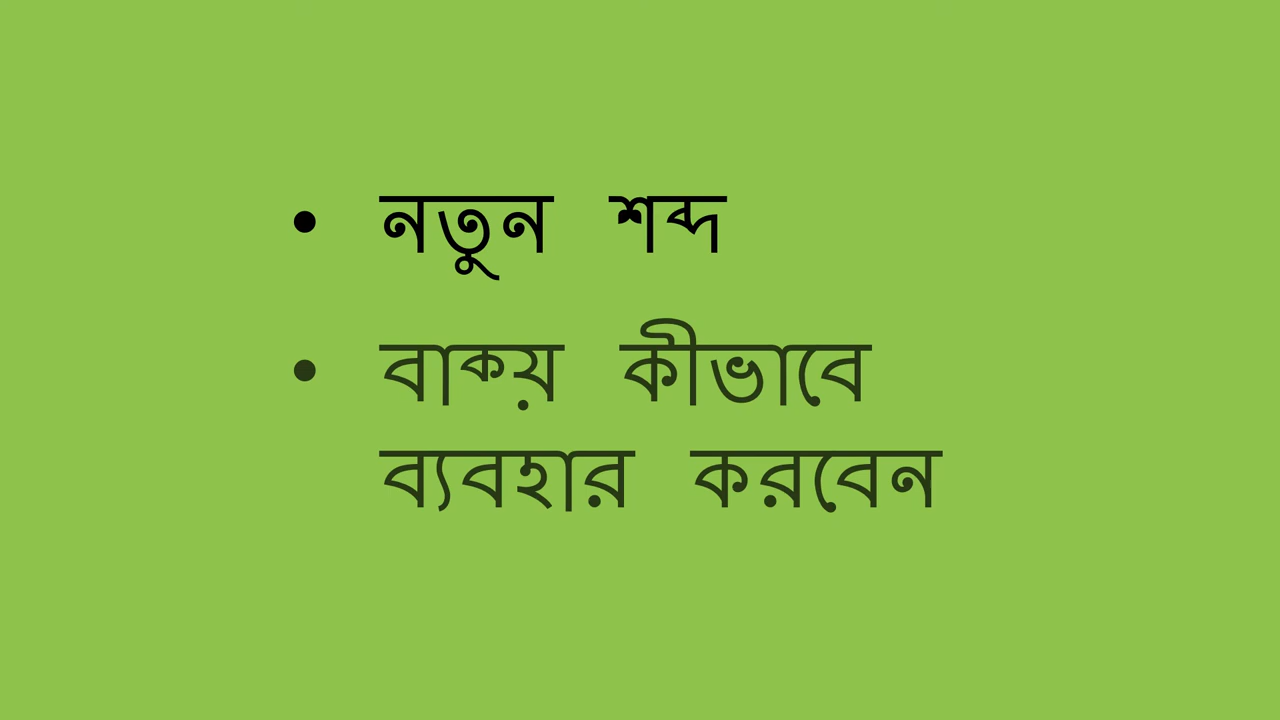 • নতুন শব্দ
• বাক্য় কীভাবে
ব্যবহার করবেন